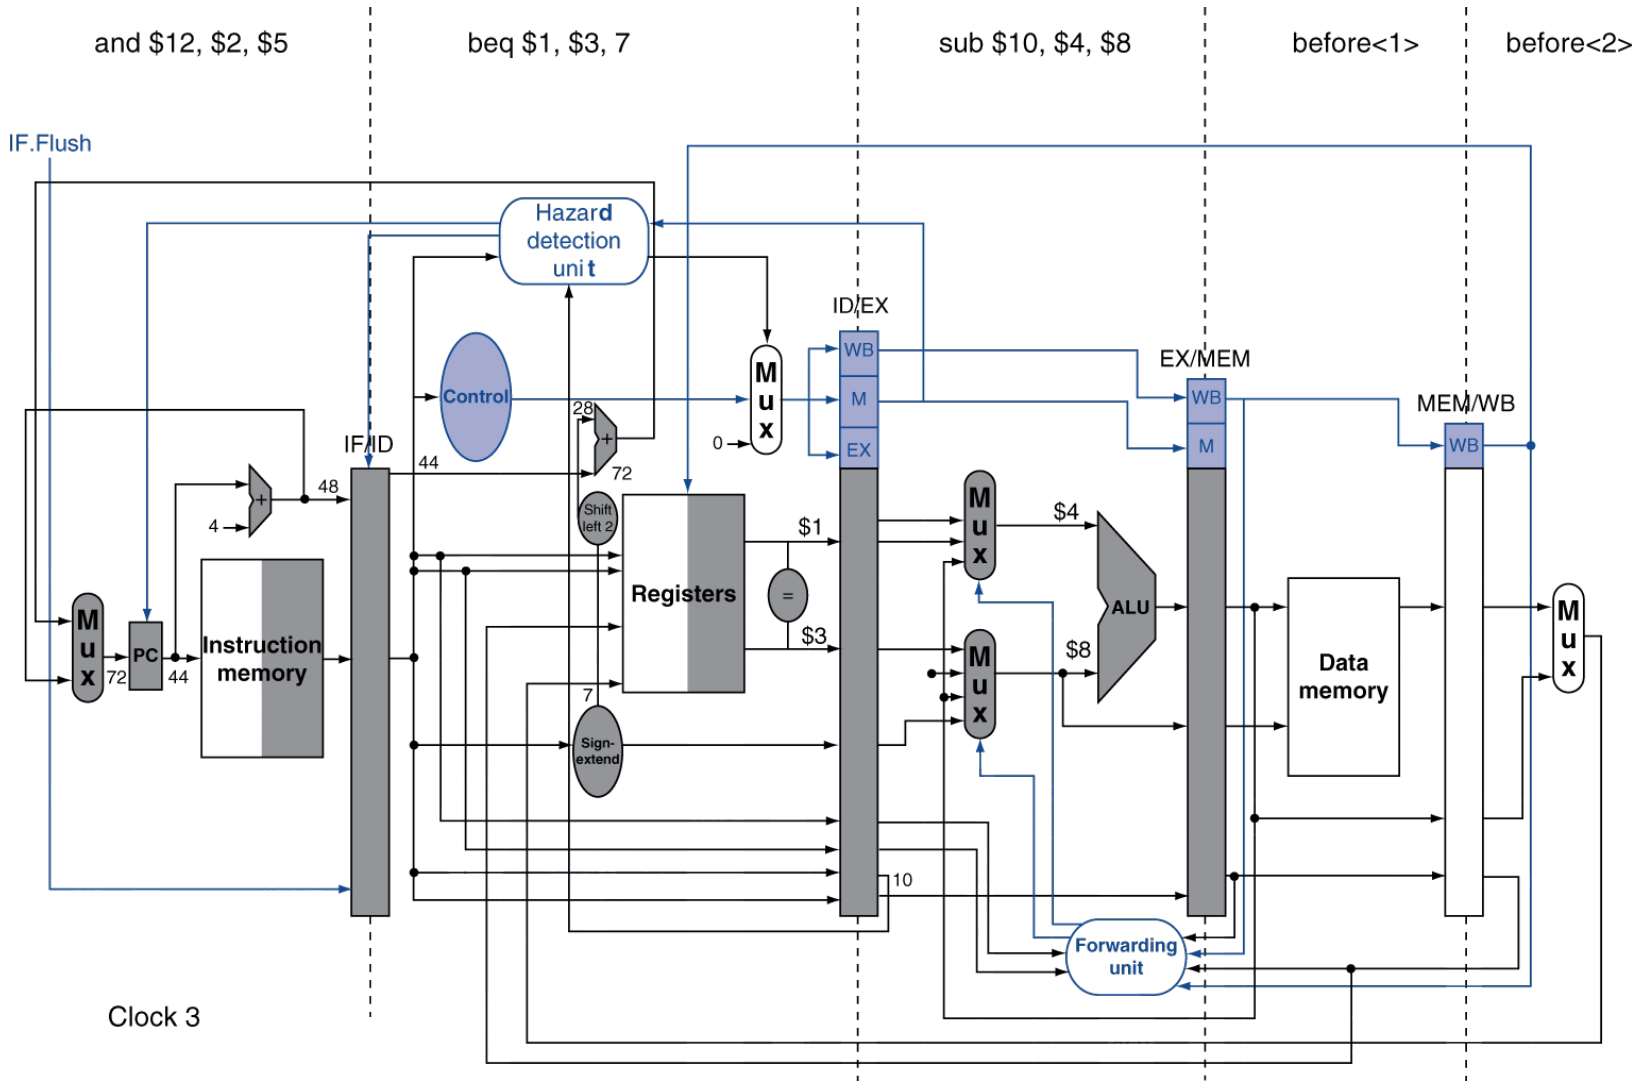 and $12, $2, $5
beq $1, $3, 7
sub $10, $4, $8
before<1>
before<2>
IF.Flush
Hazard
detection
unit
ID/EX
WB
Mux
EX/MEM
Control
M
WB
MEM/WB
28
+
0
IF/ID
EX
M
WB
44
72
48
+
4
Shift
left 2
Mux
$4
$1
Registers
=
ALU
Mux
PC
Instruction
memory
$3
Mux
$8
Data
memory
Mux
72
44
7
Sign-
extend
10
Forwarding
unit
Clock 3